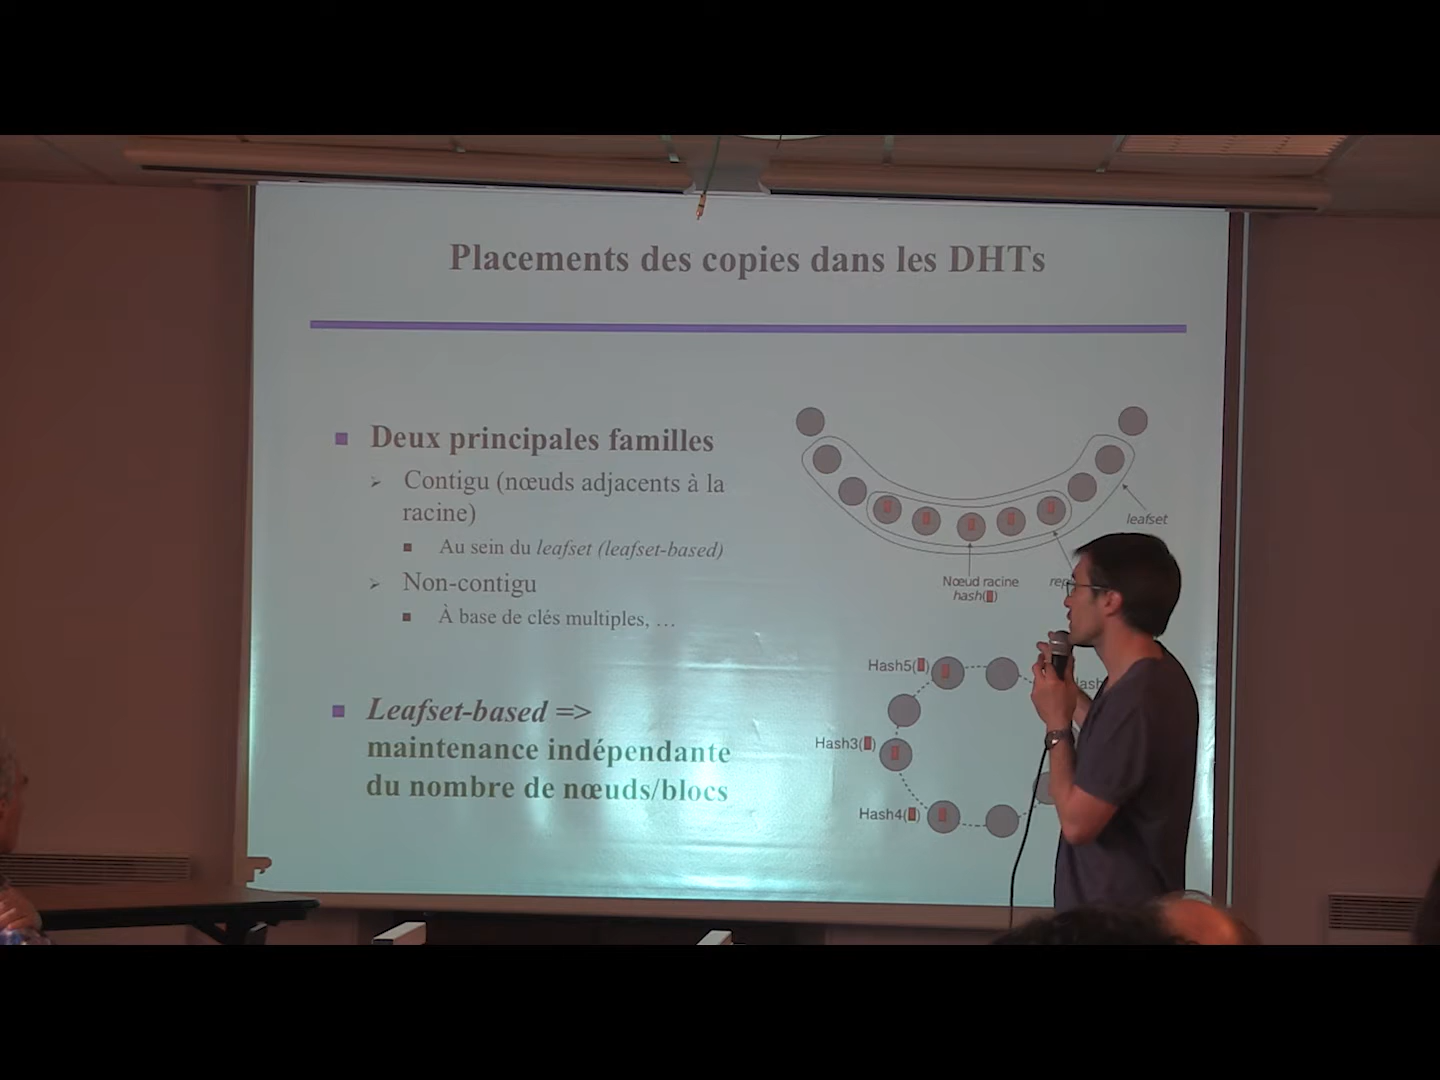 Placements des copies dans les DHTs
Deux principales familles
Contigu (nœuds adjacents à la
racine)
Au sein du leafset (leafset-based)
Non-contigu
À base de clés multiples, …
Leafset-based =>
maintenance indépendante
du nombre de nœuds/blocs
leafset
Nœud racine
hash( )
Hash5( )
Hash3( )
Hash4( )